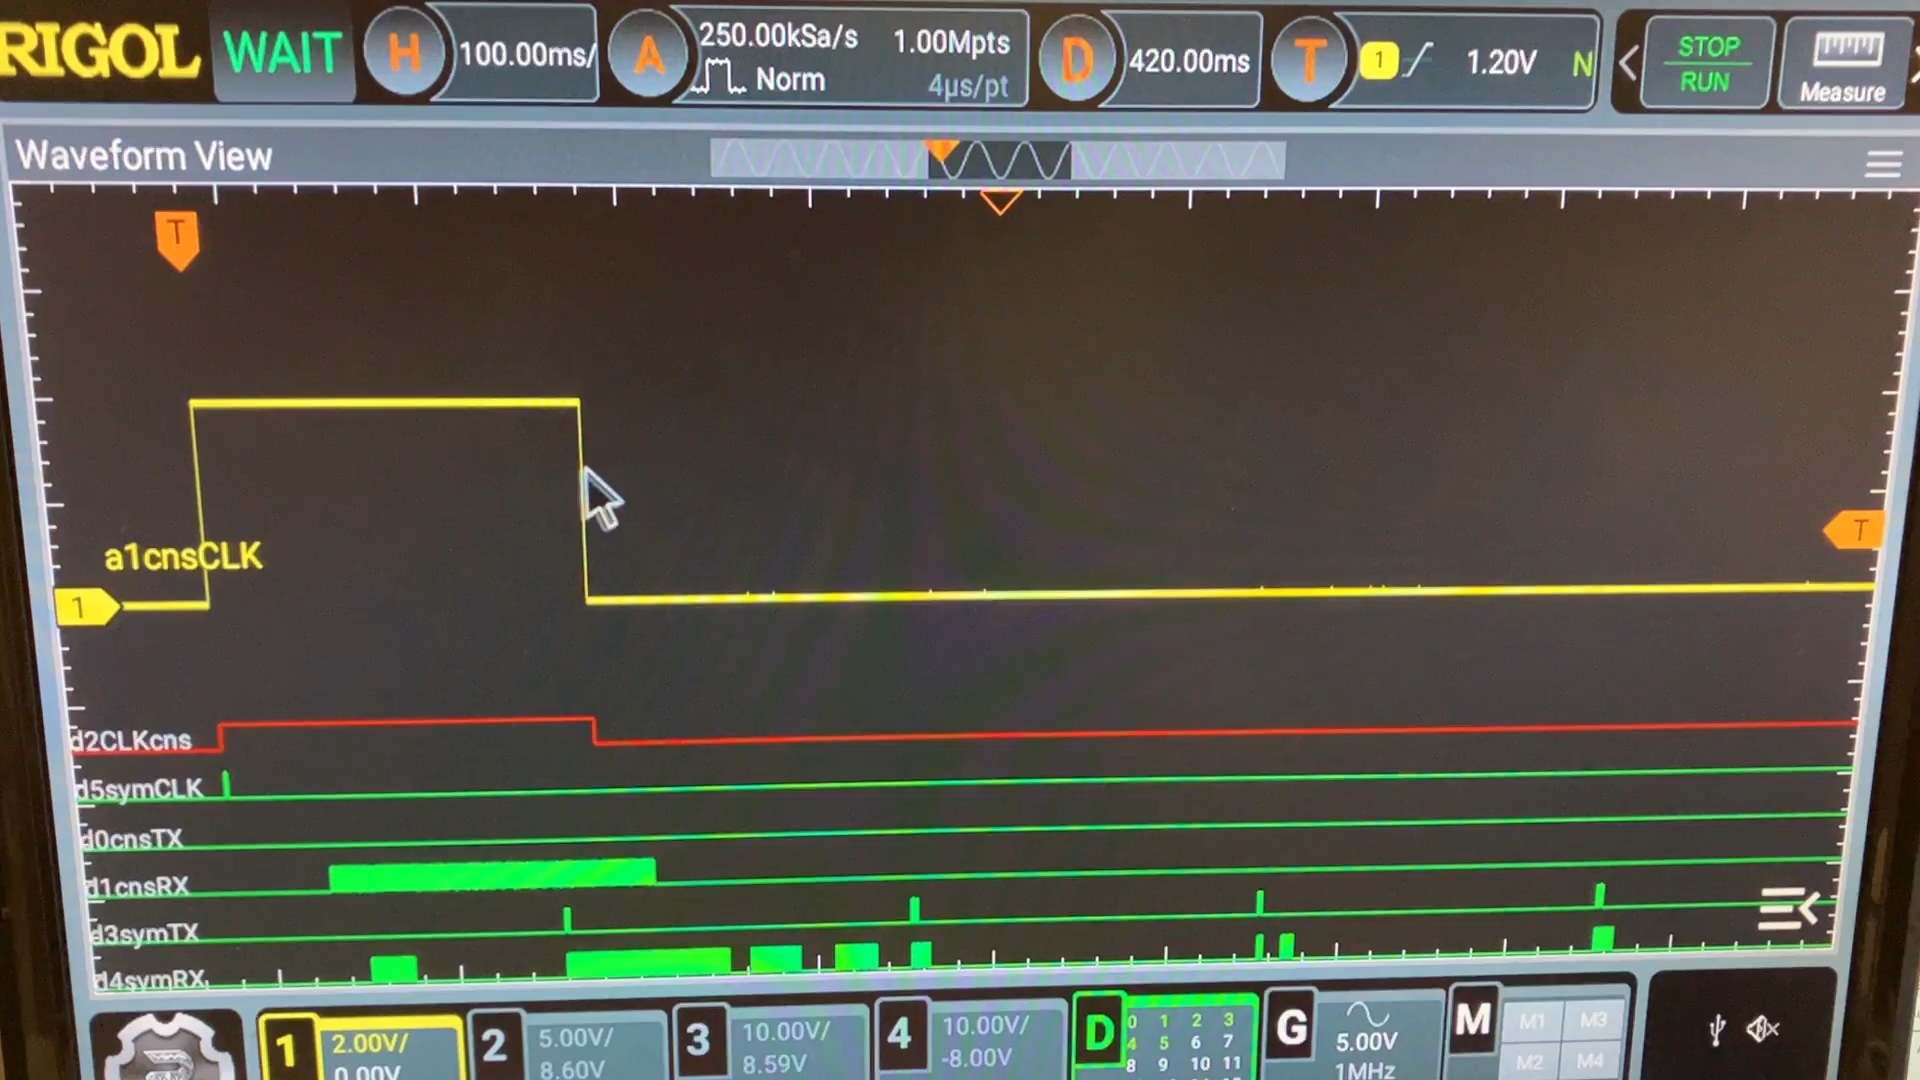 RIGOL WAIT H 100.00ms/ A 250.00kSa/s 1.00Mpts D 420.00ms T 1 1.20V N STOP
Norm 4µs/pt RUN Measure
Waveform View
T
T
a1cnsCLK
1
d2CLKcns
d5symCLK
d0cnsTX
d1cnsRX
d3symTX
d4symRX
1 2.00V/ 2 5.00V/ 3 10.00V/ 4 10.00V/ D 0 1 2 3 G 5.00V M M1 M3
0.00V 8.60V 8.59V -8.00V 4 5 6 7 1MHz M2 M4
8 9 10 11